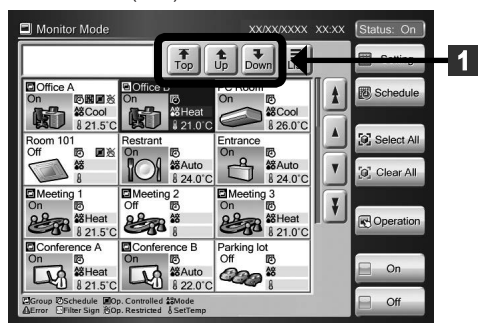 Monitor Mode XX/XX/XXXX XX:XX Status: On
Top Up Down
1
Schedule
Select All
Clear All
Operation
On
Off
Office A
On
Cool
21.5°C
Office
On
Heat
21.0°C
PC Room
On
Cool
26.0°C
Room 101
Off
Restrant
On
Auto
24.0°C
Entrance
On
Auto
24.0°C
Meeting 1
On
Heat
21.5°C
Meeting 2
Off
Meeting 3
On
Heat
21.0°C
Conference A
On
Heat
21.5°C
Conference B
On
Auto
22.0°C
Parking lot
Off
Group Schedule Op. Controlled Mode
Error Filter Sign Op. Restricted SetTemp